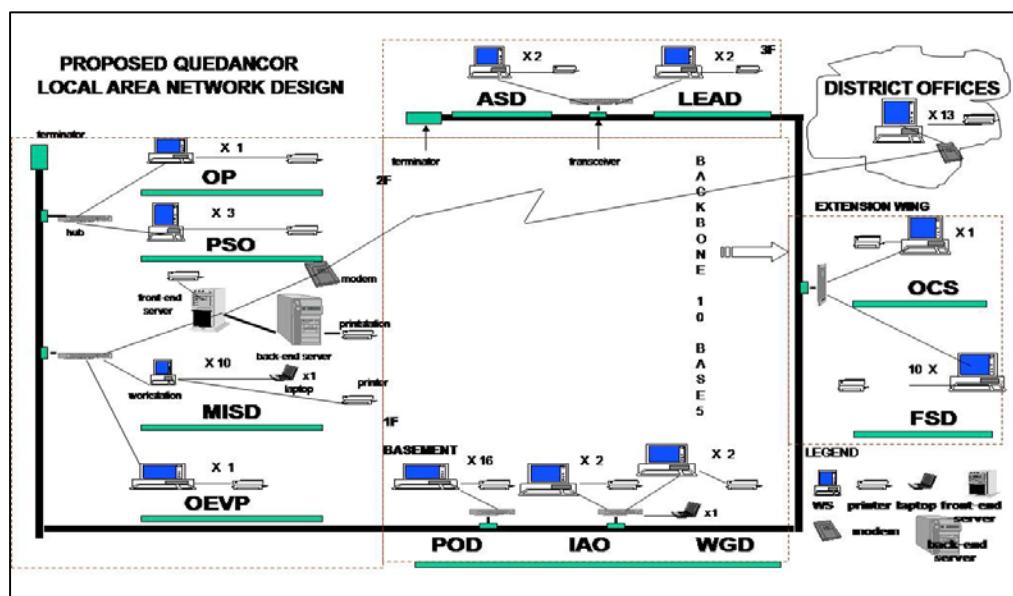 PROPOSED QUEDANCOR
LOCAL AREA NETWORK DESIGN
X 2
X 2
3F
ASD
LEAD
terminator
transceiver
DISTRICT OFFICES
X 13
terminator
X 1
OP
2F
X 3
hub
PSO
modem
front-end
server
printstation
back-end server
X 10
x1
laptop
printer
workstation
MISD
1F
X 1
OEVP
BACKBONE 10 BASE5
EXTENSION WING
X 1
OCS
10 X
FSD
BASEMENT
X 16
X 2
X 2
x1
POD
IAO
WGD
LEGEND
WS
printer
laptop
front-end
server
modem
back-end
server